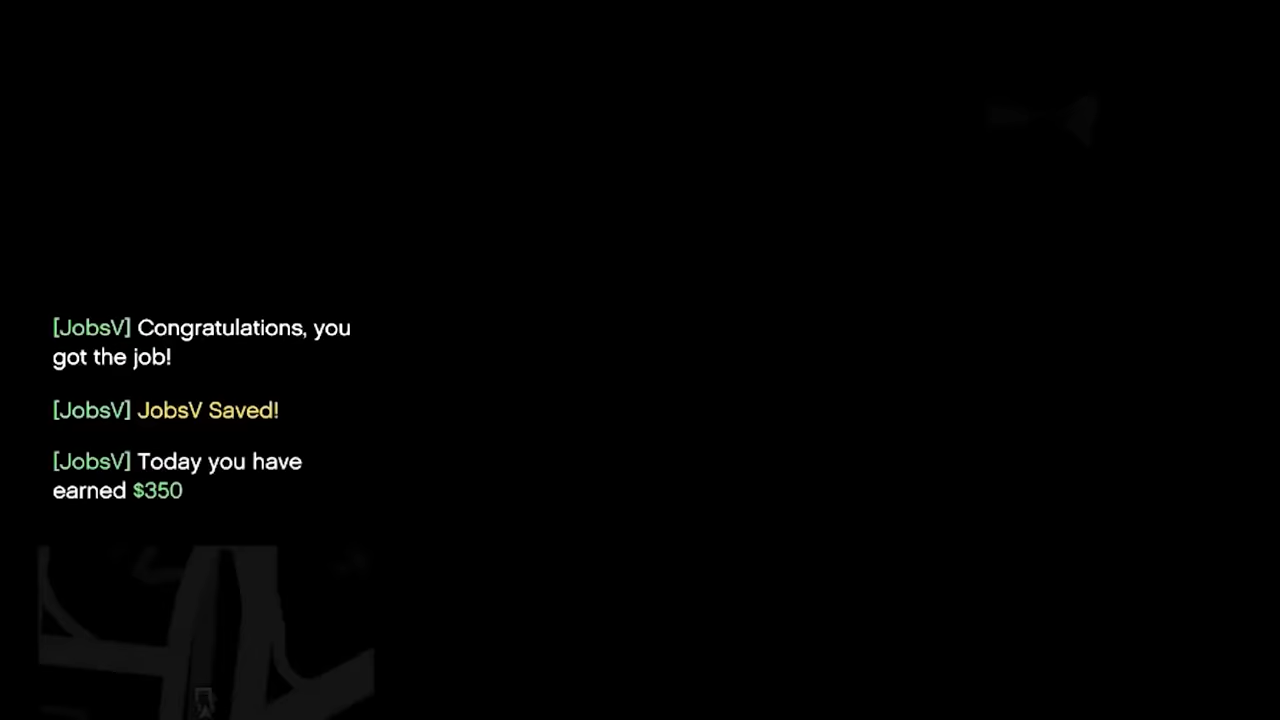 [JobsV] Congratulations, you
got the job!
[JobsV] JobsV Saved!
[JobsV] Today you have
earned $350